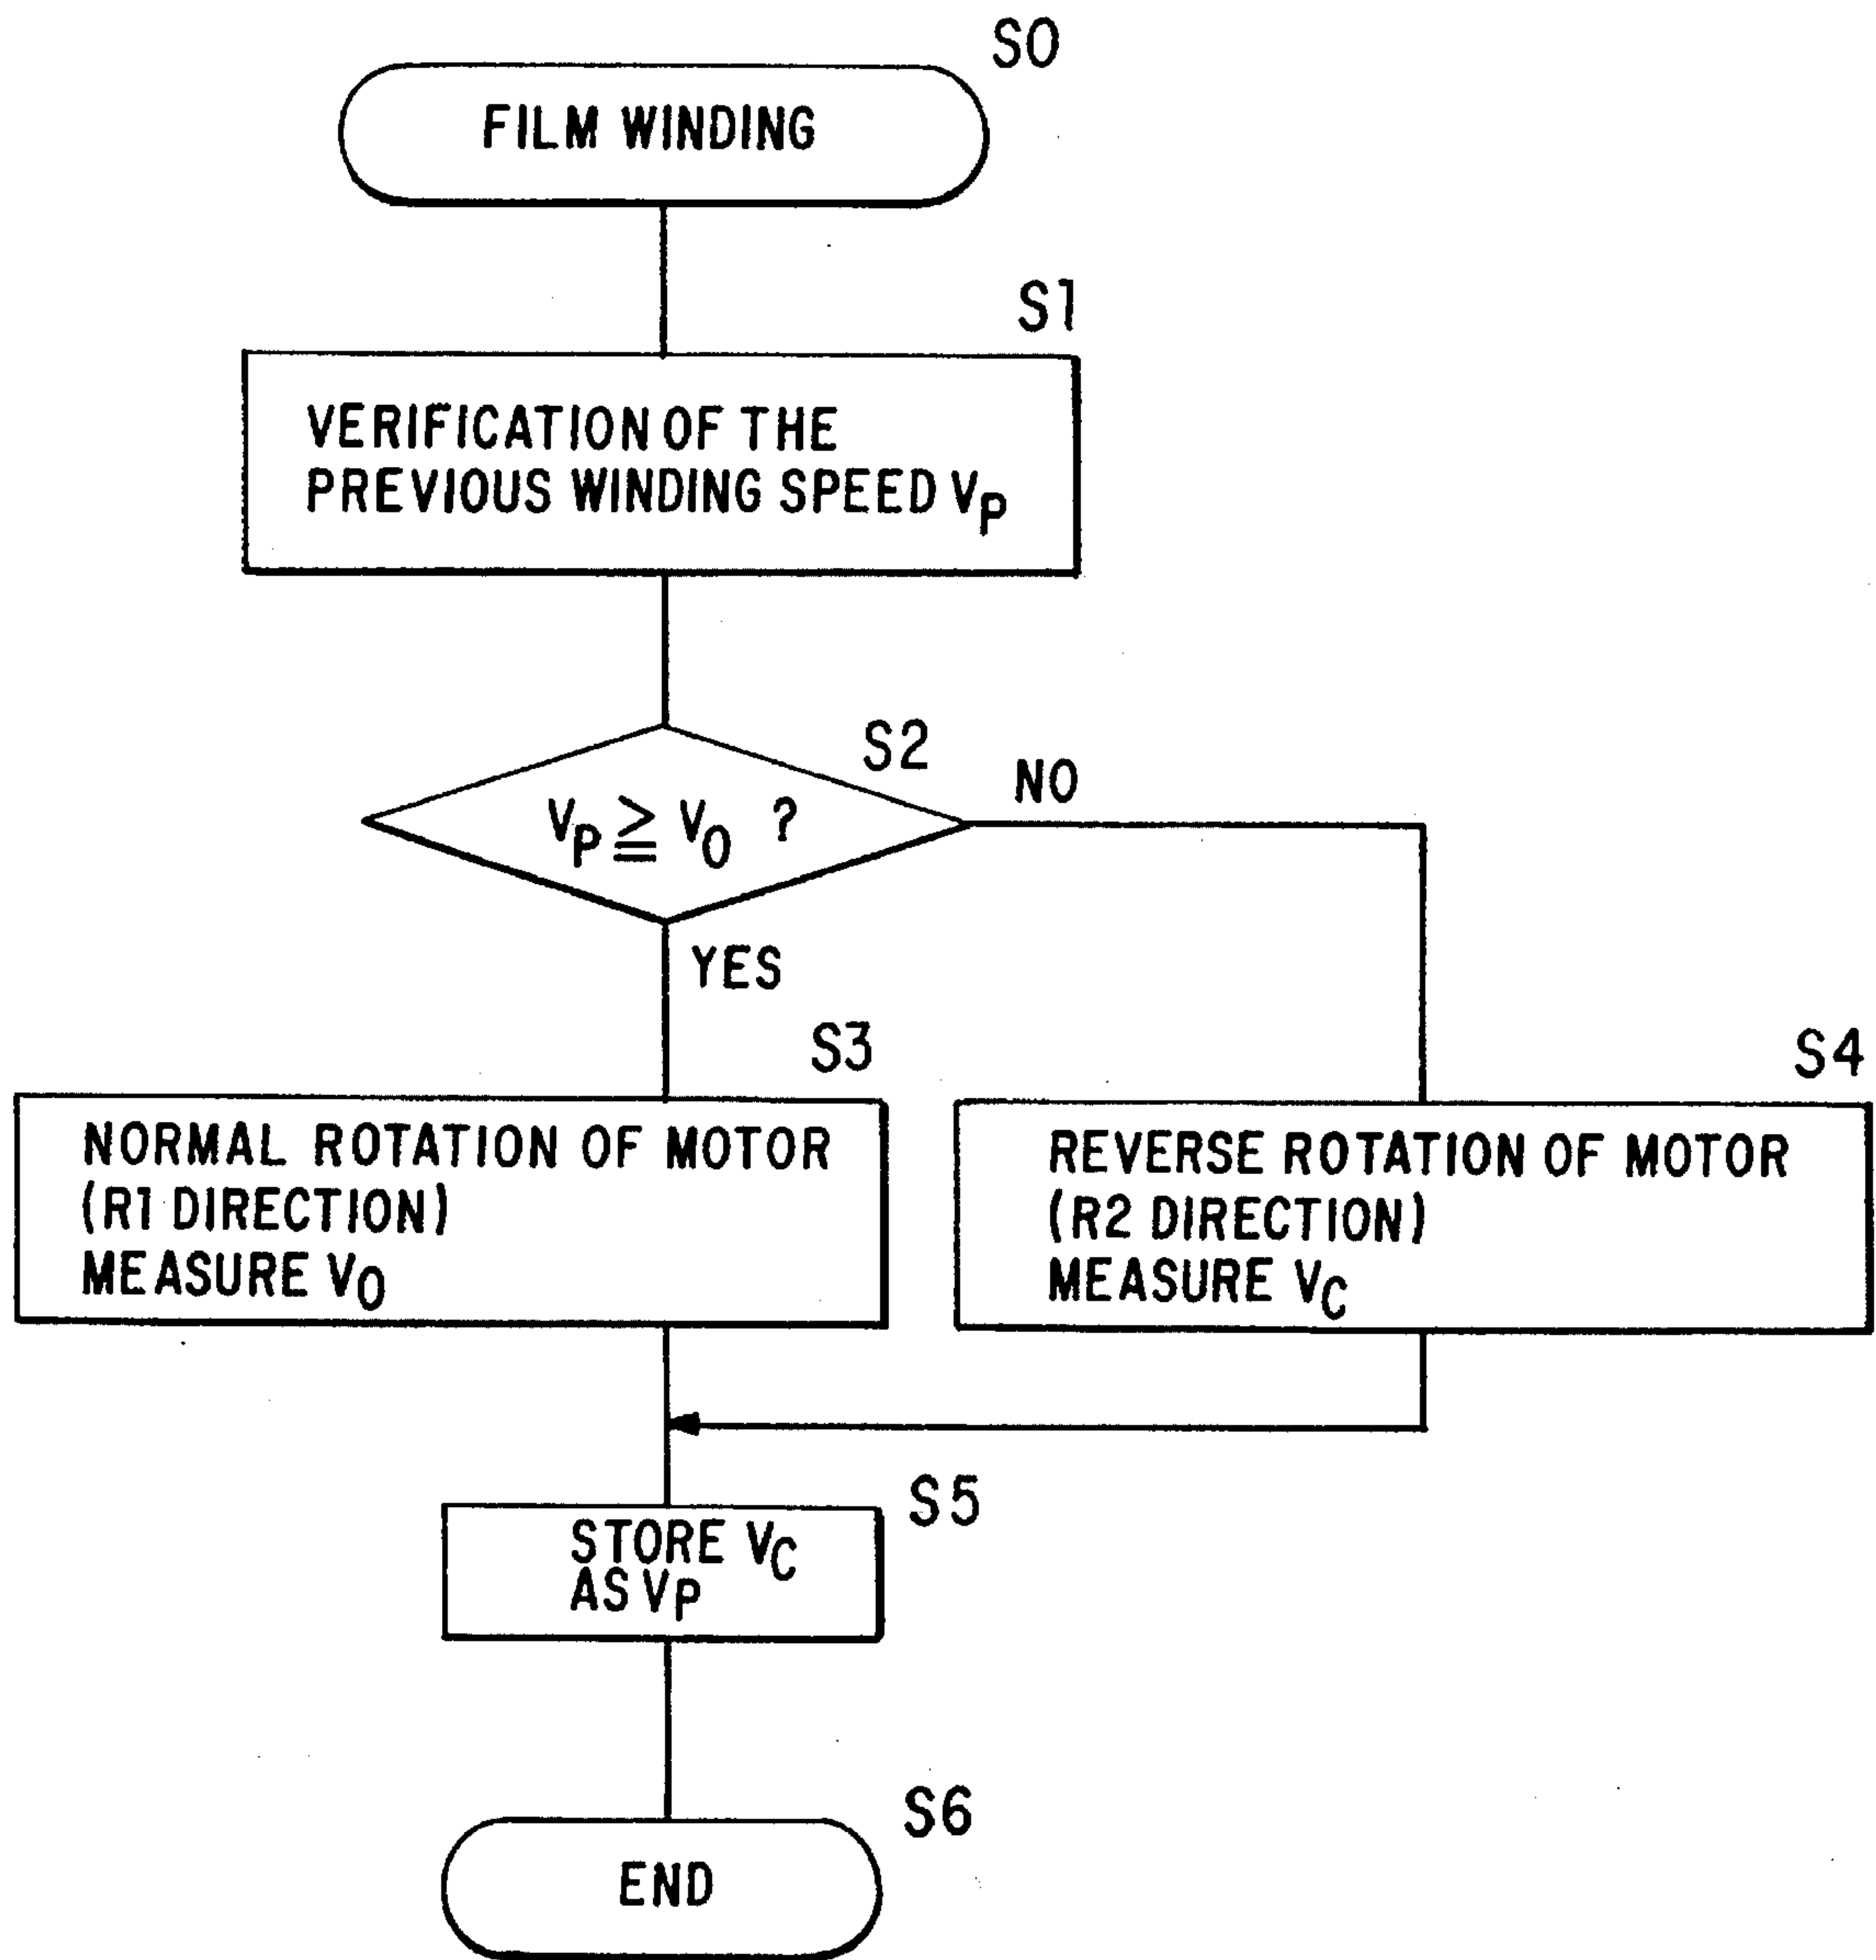 S0
FILM WINDING
S1
VERIFICATION OF THE
PREVIOUS WINDING SPEED VP
S2
VP ≧ V0 ?
NO
YES
S3
NORMAL ROTATION OF MOTOR
(R1 DIRECTION)
MEASURE V0
S4
REVERSE ROTATION OF MOTOR
(R2 DIRECTION)
MEASURE VC
S5
STORE VC
AS VP
S6
END